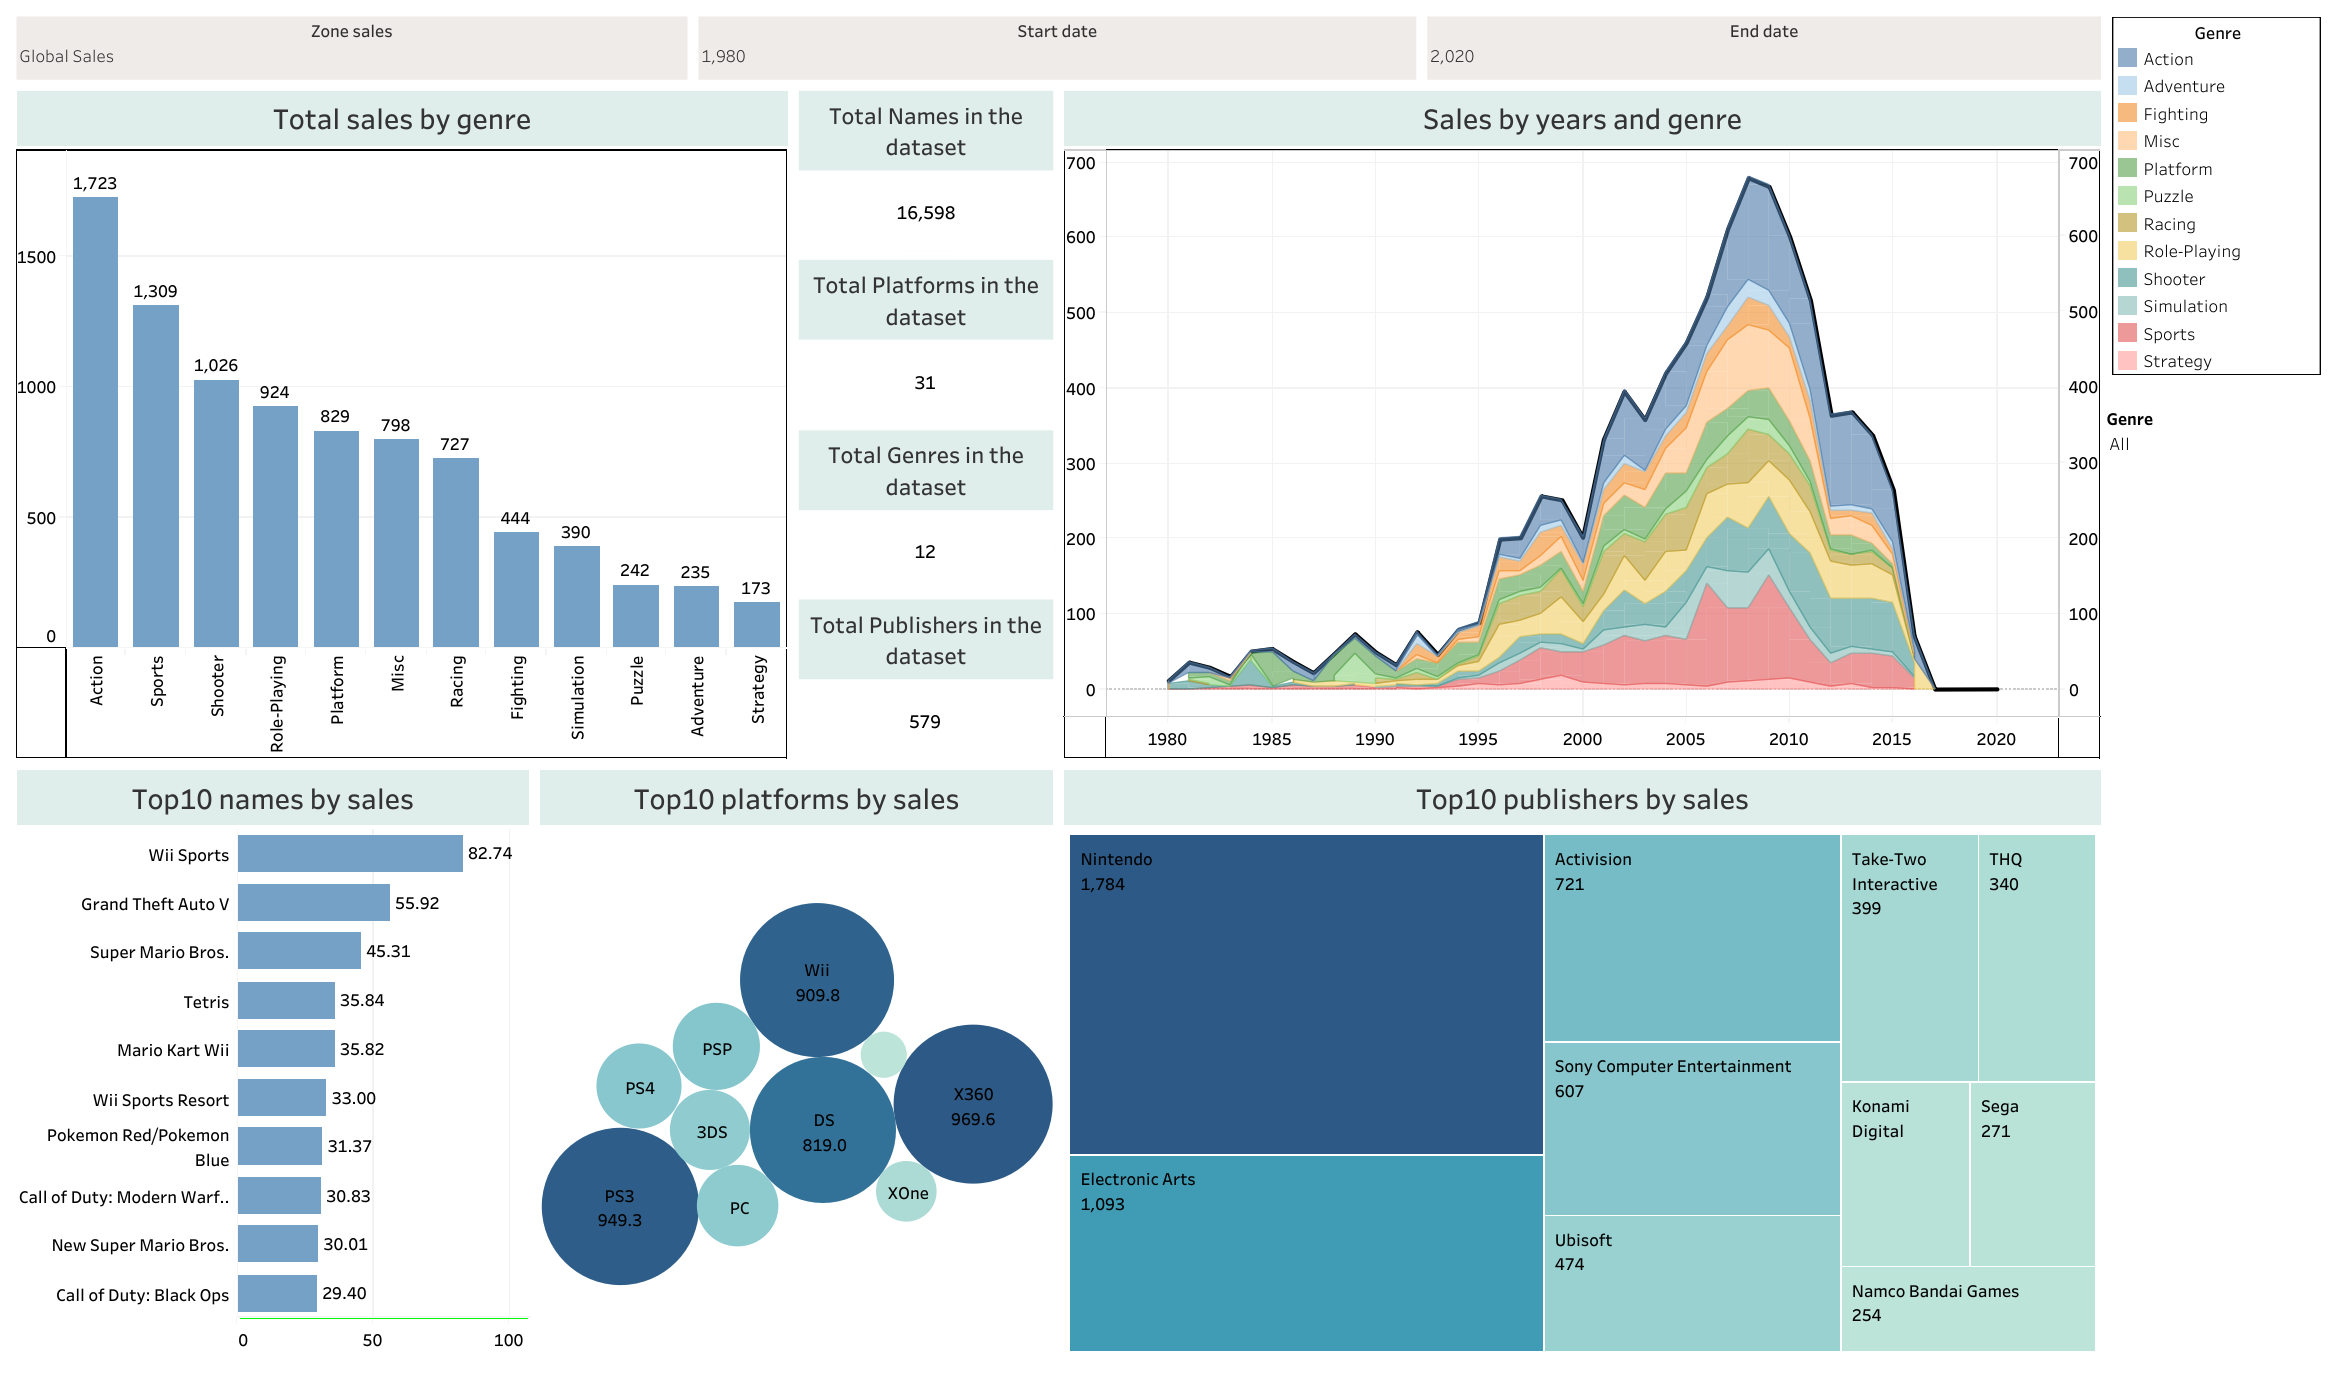 Zone sales
Global Sales
Start date
1,980
End date
2,020
Genre
Action
Adventure
Fighting
Misc
Platform
Puzzle
Racing
Role-Playing
Shooter
Simulation
Sports
Strategy
Genre
All
Total sales by genre
1500
1000
500
0
1,723
1,309
1,026
924
829
798
727
444
390
242
235
173
Action
Sports
Shooter
Role-Playing
Platform
Misc
Racing
Fighting
Simulation
Puzzle
Adventure
Strategy
Total Names in the
dataset
16,598
Total Platforms in the
dataset
31
Total Genres in the
dataset
12
Total Publishers in the
dataset
579
Sales by years and genre
700
600
500
400
300
200
100
0
700
600
500
400
300
200
100
0
1980
1985
1990
1995
2000
2005
2010
2015
2020
Top10 names by sales
Wii Sports
82.74
Grand Theft Auto V
55.92
Super Mario Bros.
45.31
Tetris
35.84
Mario Kart Wii
35.82
Wii Sports Resort
33.00
Pokemon Red/Pokemon
Blue
31.37
Call of Duty: Modern Warf..
30.83
New Super Mario Bros.
30.01
Call of Duty: Black Ops
29.40
0
50
100
Top10 platforms by sales
Wii
909.8
PSP
PS4
3DS
DS
819.0
X360
969.6
PS3
949.3
PC
XOne
Top10 publishers by sales
Nintendo
1,784
Electronic Arts
1,093
Activision
721
Sony Computer Entertainment
607
Ubisoft
474
Take-Two
Interactive
399
THQ
340
Konami
Digital
Sega
271
Namco Bandai Games
254